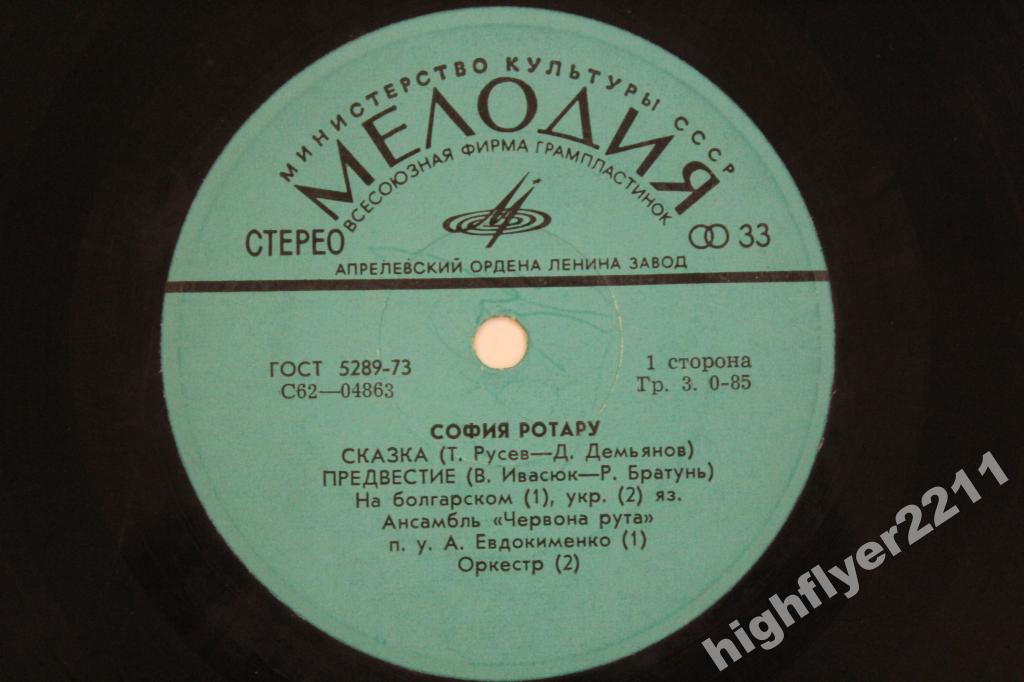 МИНИСТЕРСТВО КУЛЬТУРЫ СССР
МЕЛОДИЯ
ВСЕСОЮЗНАЯ ФИРМА ГРАМПЛАСТИНОК
СТЕРЕО
33
АПРЕЛЕВСКИЙ ОРДЕНА ЛЕНИНА ЗАВОД
ГОСТ 5289-73
С62—04863
1 сторона
Гр. 3. 0-85
СОФИЯ РОТАРУ
СКАЗКА (Т. Русев—Д. Демьянов)
ПРЕДВЕСТИЕ (В. Ивасюк—Р. Братунь)
На болгарском (1), укр. (2) яз.
Ансамбль «Червона рута»
п. у. А. Евдокименко (1)
Оркестр (2)
highflyer2211